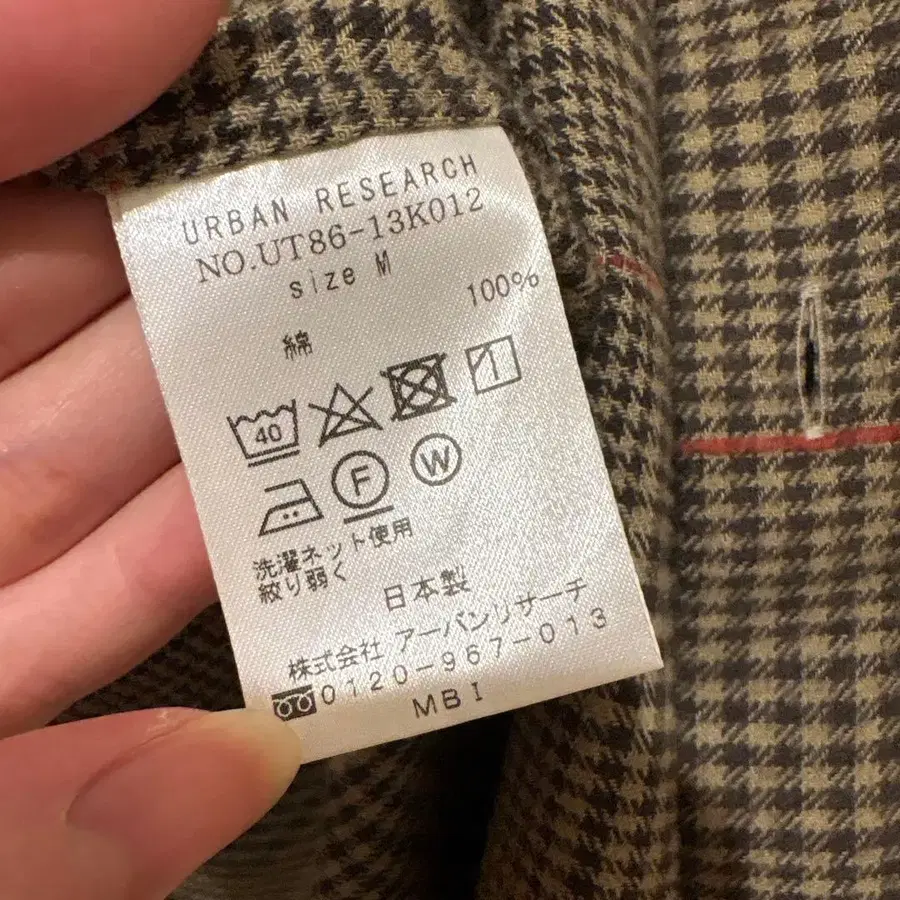 URBAN RESEARCH
NO.UT86-13K012
size M
綿 100%
40
F W
洗濯ネット使用
絞り弱く
日本製
株式会社 アーバンリサーチ
0120-967-013
MBI